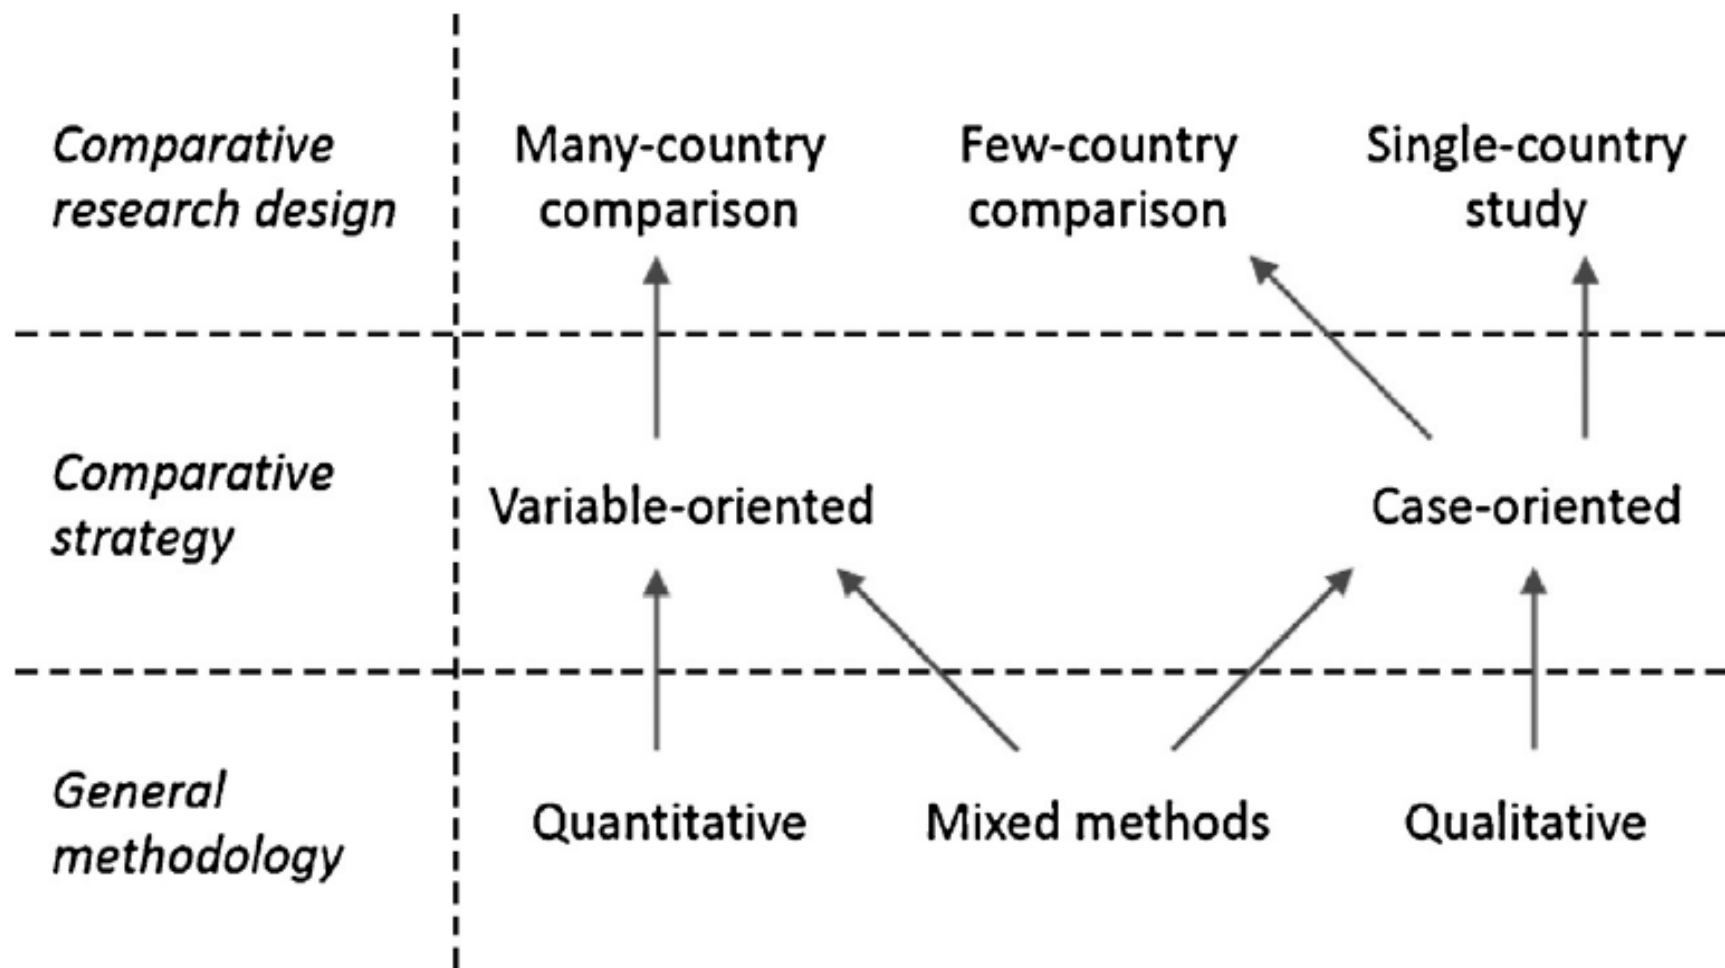 Comparative
research design
Many-country
comparison
Few-country
comparison
Single-country
study
Comparative
strategy
Variable-oriented
Case-oriented
General
methodology
Quantitative
Mixed methods
Qualitative